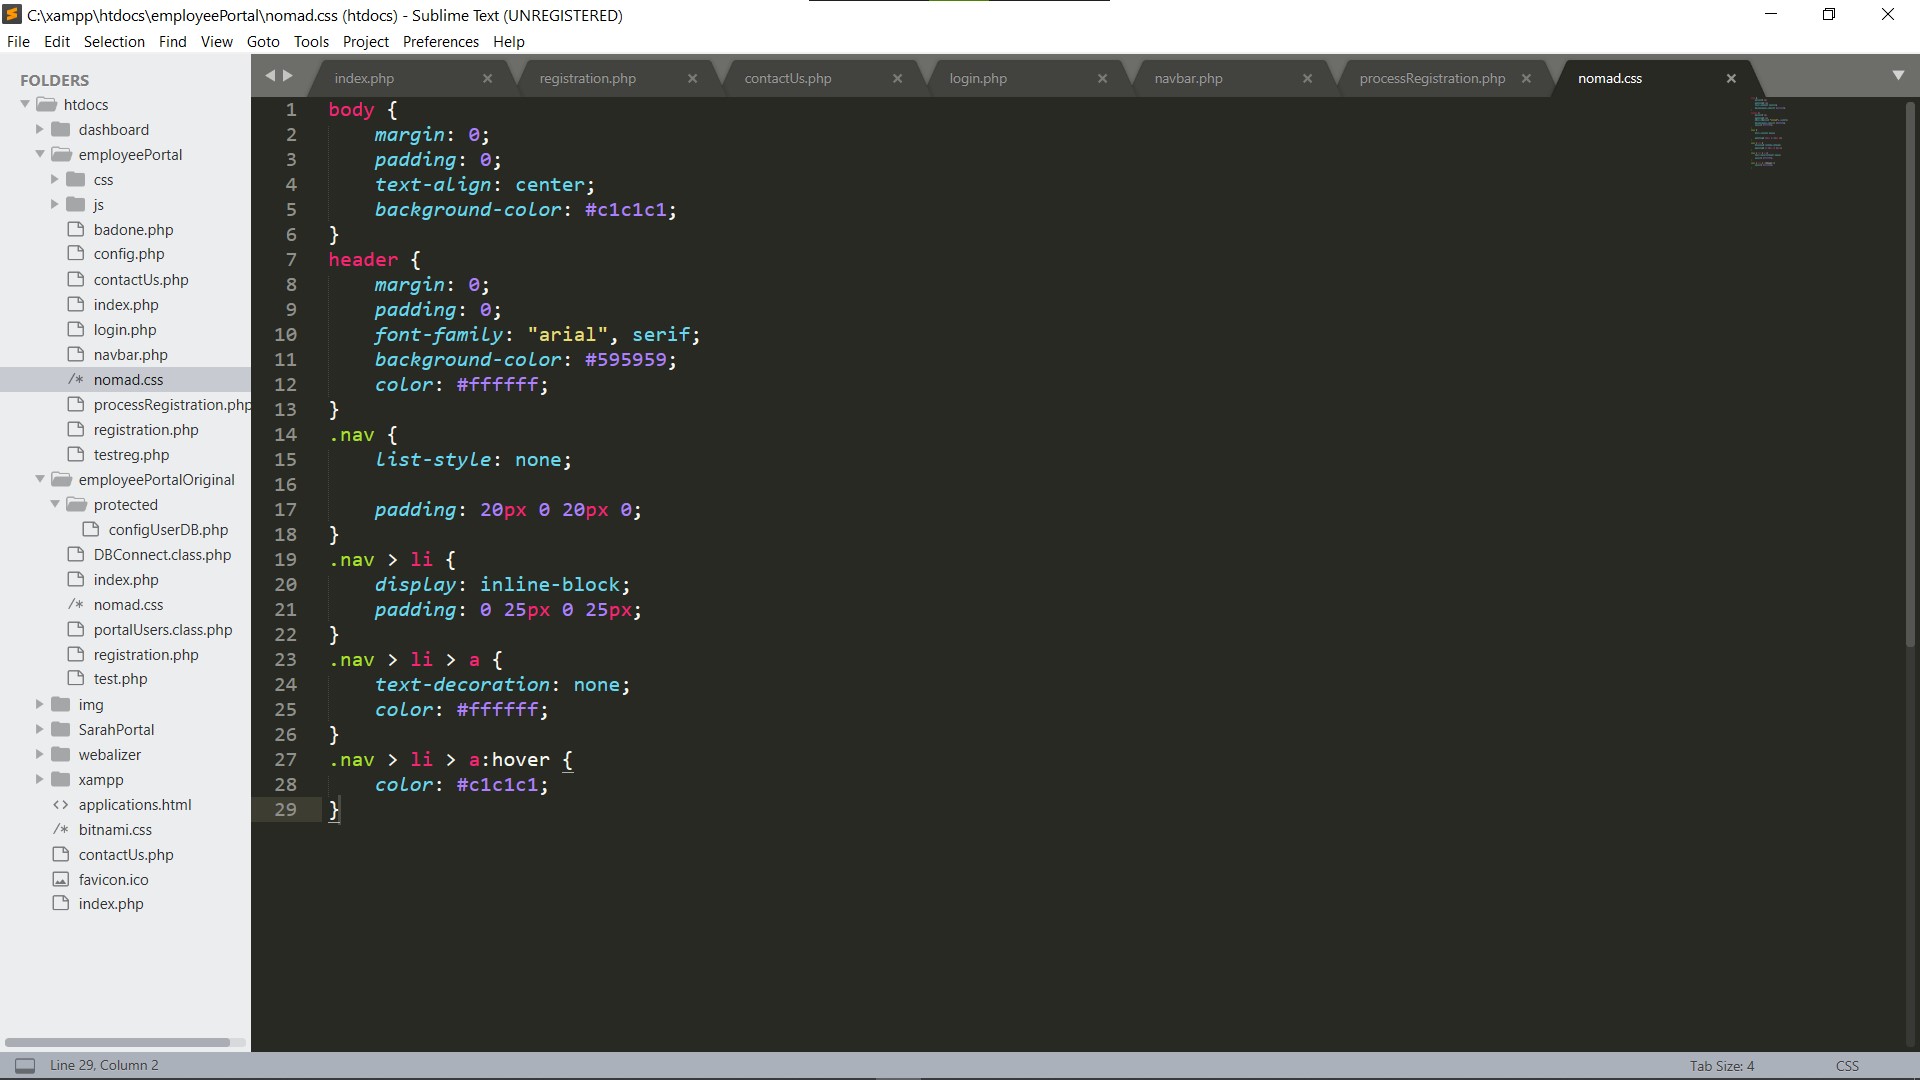 C:\xampp\htdocs\employeePortal\nomad.css (htdocs) - Sublime Text (UNREGISTERED)
File Edit Selection Find View Goto Tools Project Preferences Help
FOLDERS
htdocs
dashboard
employeePortal
css
js
badone.php
config.php
contactUs.php
index.php
login.php
navbar.php
/* nomad.css
processRegistration.php
registration.php
testreg.php
employeePortalOriginal
protected
configUserDB.php
DBConnect.class.php
index.php
/* nomad.css
portalUsers.class.php
registration.php
test.php
img
SarahPortal
webalizer
xampp
<> applications.html
/* bitnami.css
contactUs.php
favicon.ico
index.php
index.php registration.php contactUs.php login.php navbar.php processRegistration.php nomad.css
1 body {
2 margin: 0;
3 padding: 0;
4 text-align: center;
5 background-color: #c1c1c1;
6 }
7 header {
8 margin: 0;
9 padding: 0;
10 font-family: "arial", serif;
11 background-color: #595959;
12 color: #ffffff;
13 }
14 .nav {
15 list-style: none;
16
17 padding: 20px 0 20px 0;
18 }
19 .nav > li {
20 display: inline-block;
21 padding: 0 25px 0 25px;
22 }
23 .nav > li > a {
24 text-decoration: none;
25 color: #ffffff;
26 }
27 .nav > li > a:hover {
28 color: #c1c1c1;
29 }
Line 29, Column 2
Tab Size: 4
CSS